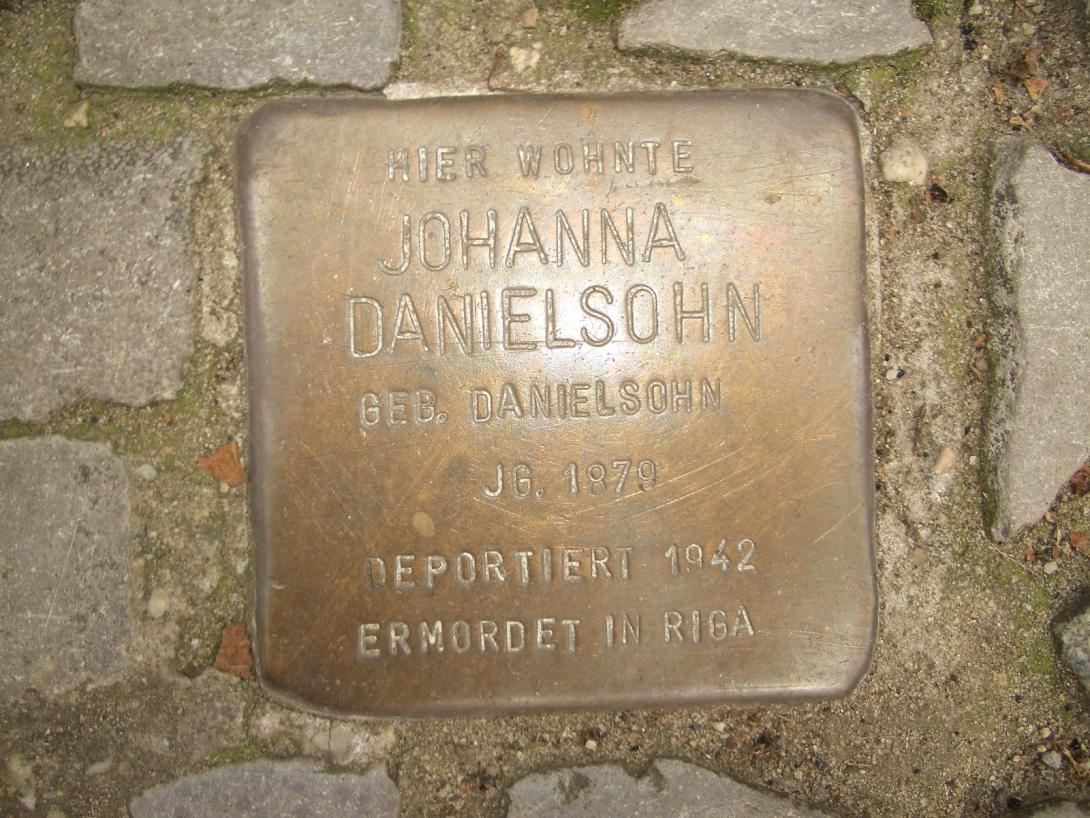 HIER WOHNTE
JOHANNA
DANIELSOHN
GEB. DANIELSOHN
JG. 1879
DEPORTIERT 1942
ERMORDET IN RIGA